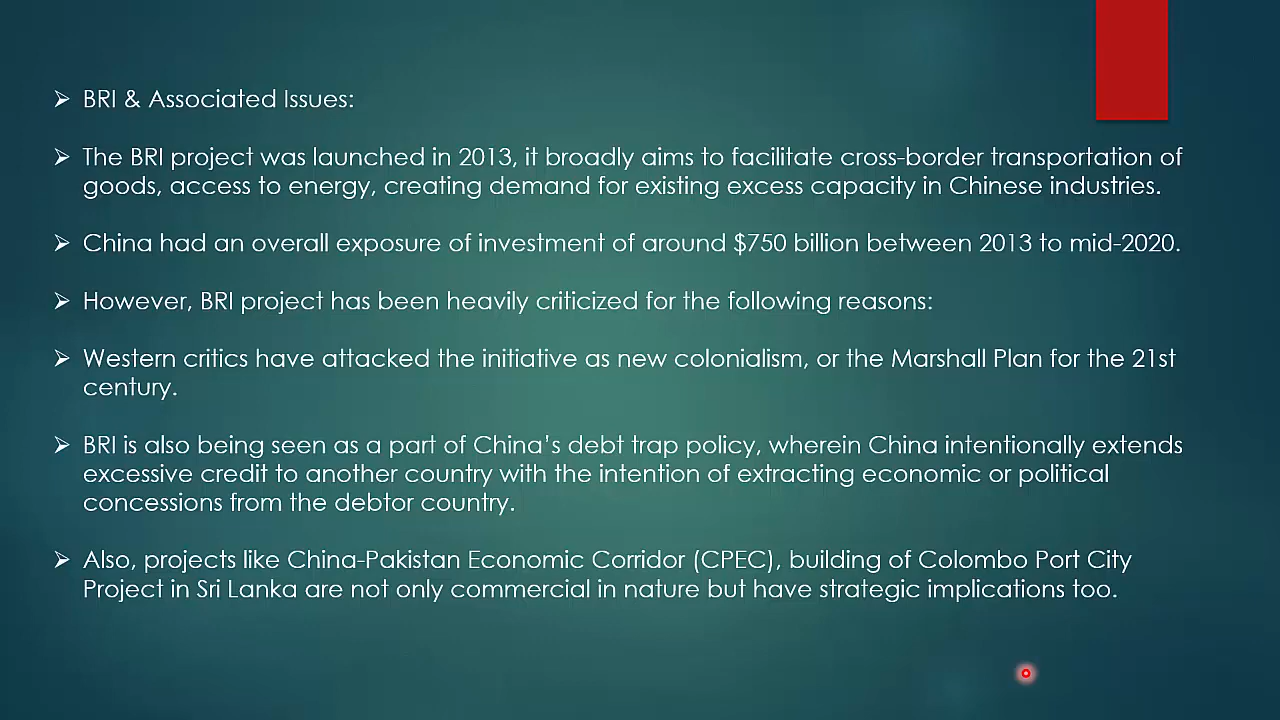 ➢ BRI & Associated Issues:
➢ The BRI project was launched in 2013, it broadly aims to facilitate cross-border transportation of
goods, access to energy, creating demand for existing excess capacity in Chinese industries.
➢ China had an overall exposure of investment of around $750 billion between 2013 to mid-2020.
➢ However, BRI project has been heavily criticized for the following reasons:
➢ Western critics have attacked the initiative as new colonialism, or the Marshall Plan for the 21st
century.
➢ BRI is also being seen as a part of China’s debt trap policy, wherein China intentionally extends
excessive credit to another country with the intention of extracting economic or political
concessions from the debtor country.
➢ Also, projects like China-Pakistan Economic Corridor (CPEC), building of Colombo Port City
Project in Sri Lanka are not only commercial in nature but have strategic implications too.